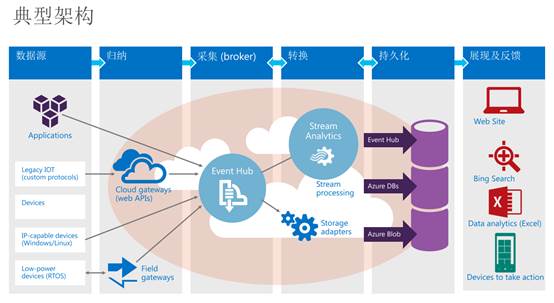 典型架构
数据源
归纳
采集 (broker)
转换
持久化
展现及反馈
Applications
Legacy IOT
(custom protocols)
Devices
IP-capable devices
(Windows/Linux)
Low-power
devices (RTOS)
Cloud gateways
(web APIs)
Field
gateways
Event Hub
Stream
Analytics
Stream
processing
Storage
adapters
Event Hub
Azure DBs
Azure Blob
Web Site
Bing Search
Data analytics (Excel)
Devices to take action